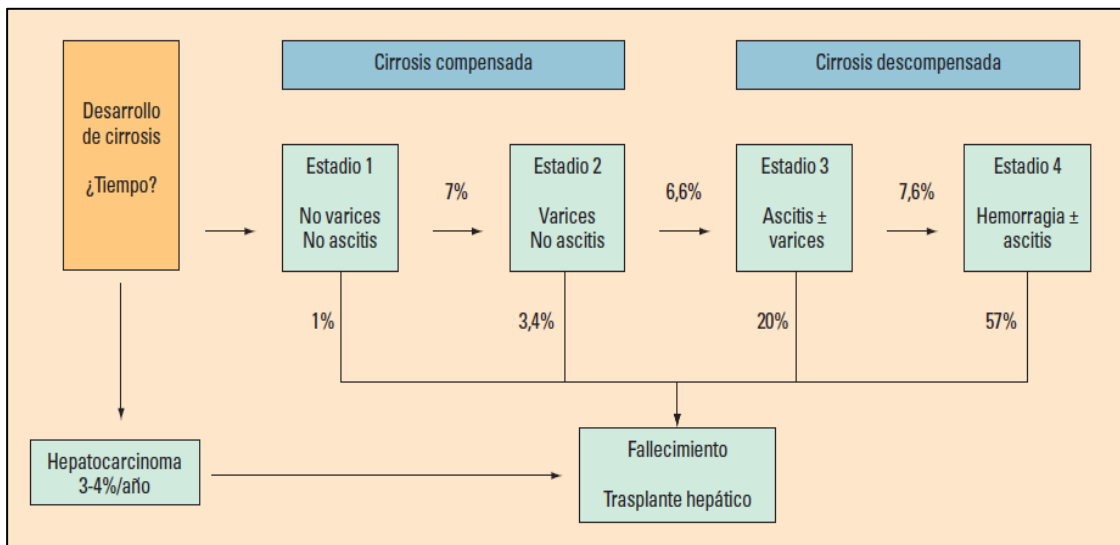 Desarrollo
de cirrosis
¿Tiempo?
Cirrosis compensada
Cirrosis descompensada
Estadio 1
No varices
No ascitis
7%
Estadio 2
Varices
No ascitis
6,6%
Estadio 3
Ascitis ±
varices
7,6%
Estadio 4
Hemorragia ±
ascitis
1%
3,4%
20%
57%
Hepatocarcinoma
3-4%/año
Fallecimiento
Trasplante hepático